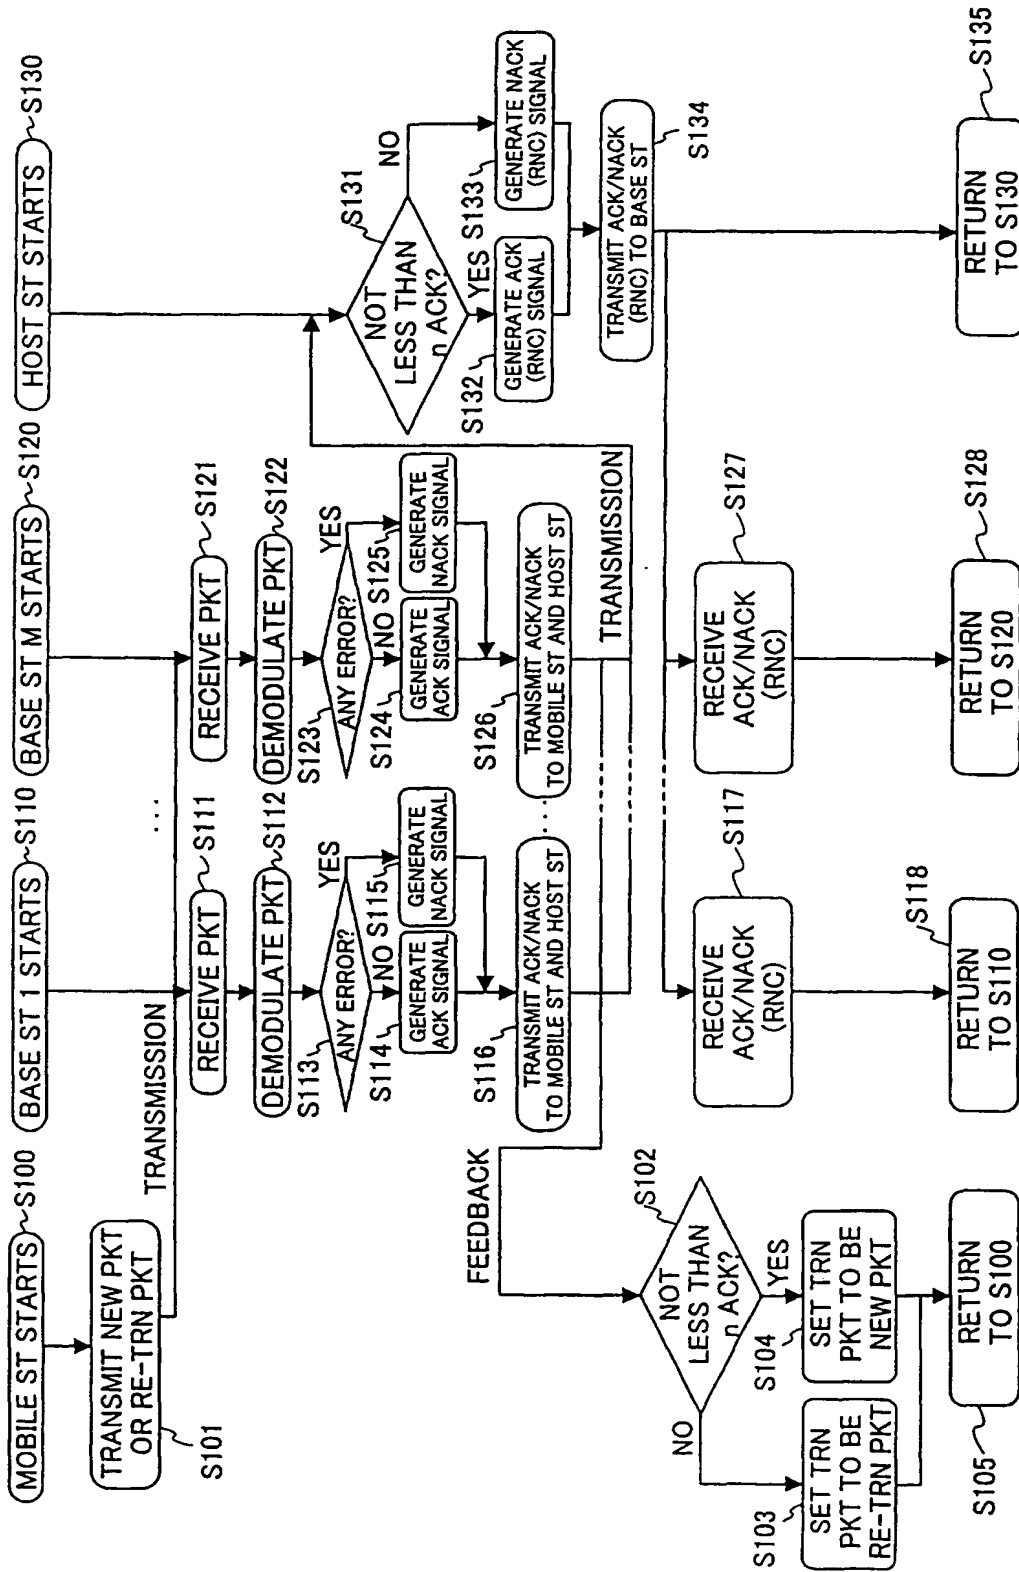 MOBILE ST STARTS
S100
TRANSMIT NEW PKT
OR RE-TRN PKT
S101
TRANSMISSION
FEEDBACK
NOT
LESS THAN
n ACK?
S102
NO
YES
SET TRN
PKT TO BE
RE-TRN PKT
S103
SET TRN
PKT TO BE
NEW PKT
S104
RETURN
TO S100
S105
BASE ST 1 STARTS
S110
RECEIVE PKT
S111
DEMODULATE PKT
S112
ANY ERROR?
S113
YES
NO
GENERATE
ACK SIGNAL
S114
GENERATE
NACK SIGNAL
S115
TRANSMIT ACK/NACK
TO MOBILE ST AND HOST ST
S116
RECEIVE
ACK/NACK
(RNC)
S117
RETURN
TO S110
S118
...
...
BASE ST M STARTS
S120
RECEIVE PKT
S121
DEMODULATE PKT
S122
ANY ERROR?
S123
YES
NO
GENERATE
ACK SIGNAL
S124
GENERATE
NACK SIGNAL
S125
TRANSMIT ACK/NACK
TO MOBILE ST AND HOST ST
S126
TRANSMISSION
RECEIVE
ACK/NACK
(RNC)
S127
RETURN
TO S120
S128
HOST ST STARTS
S130
NOT
LESS THAN
n ACK?
S131
NO
YES
GENERATE ACK
(RNC) SIGNAL
S132
GENERATE NACK
(RNC) SIGNAL
S133
TRANSMIT ACK/NACK
(RNC) TO BASE ST
S134
RETURN
TO S130
S135